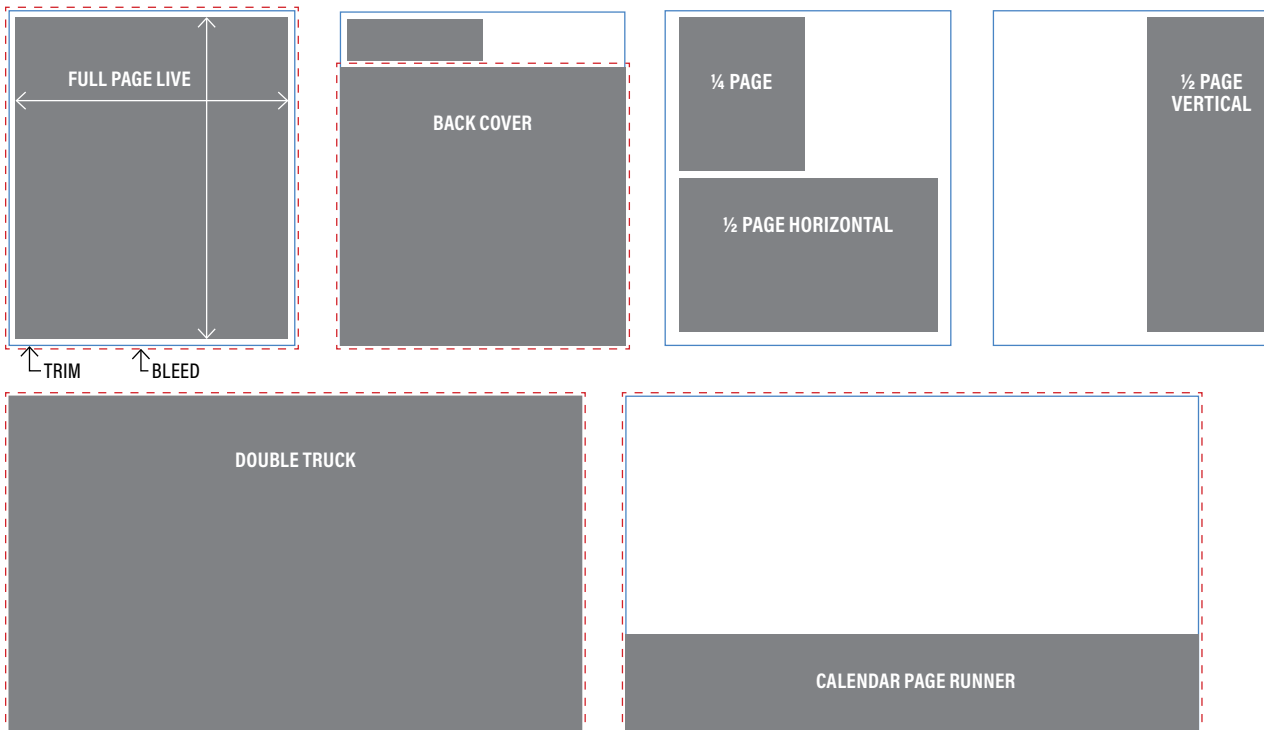 FULL PAGE LIVE
BACK COVER
¼ PAGE
½ PAGE HORIZONTAL
½ PAGE
VERTICAL
TRIM
BLEED
DOUBLE TRUCK
CALENDAR PAGE RUNNER